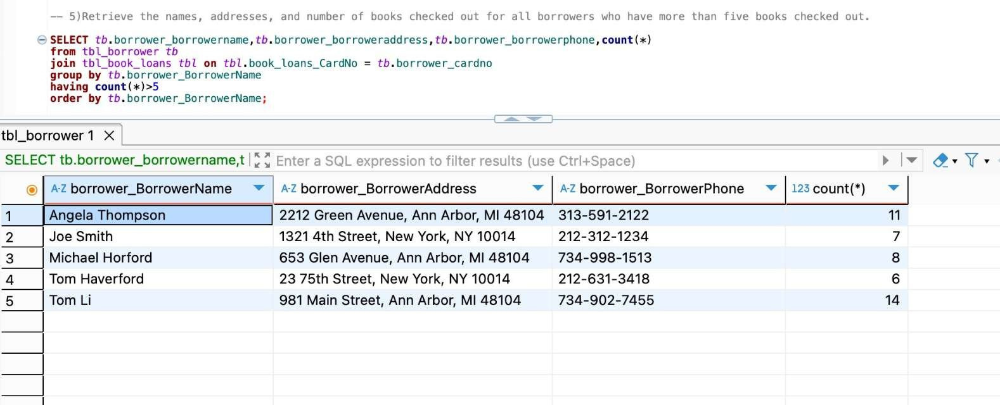 -- 5)Retrieve the names, addresses, and number of books checked out for all borrowers who have more than five books checked out.
SELECT tb.borrower_borrowername,tb.borrower_borroweraddress,tb.borrower_borrowerphone,count(*)
from tbl_borrower tb
join tbl_book_loans tbl on tbl.book_loans_CardNo = tb.borrower_cardno
group by tb.borrower_BorrowerName
having count(*)>5
order by tb.borrower_BorrowerName;
tbl_borrower 1
SELECT tb.borrower_borrowername,t Enter a SQL expression to filter results (use Ctrl+Space)
A-Z borrower_BorrowerName A-Z borrower_BorrowerAddress A-Z borrower_BorrowerPhone 123 count(*)
1 Angela Thompson 2212 Green Avenue, Ann Arbor, MI 48104 313-591-2122 11
2 Joe Smith 1321 4th Street, New York, NY 10014 212-312-1234 7
3 Michael Horford 653 Glen Avenue, Ann Arbor, MI 48104 734-998-1513 8
4 Tom Haverford 23 75th Street, New York, NY 10014 212-631-3418 6
5 Tom Li 981 Main Street, Ann Arbor, MI 48104 734-902-7455 14